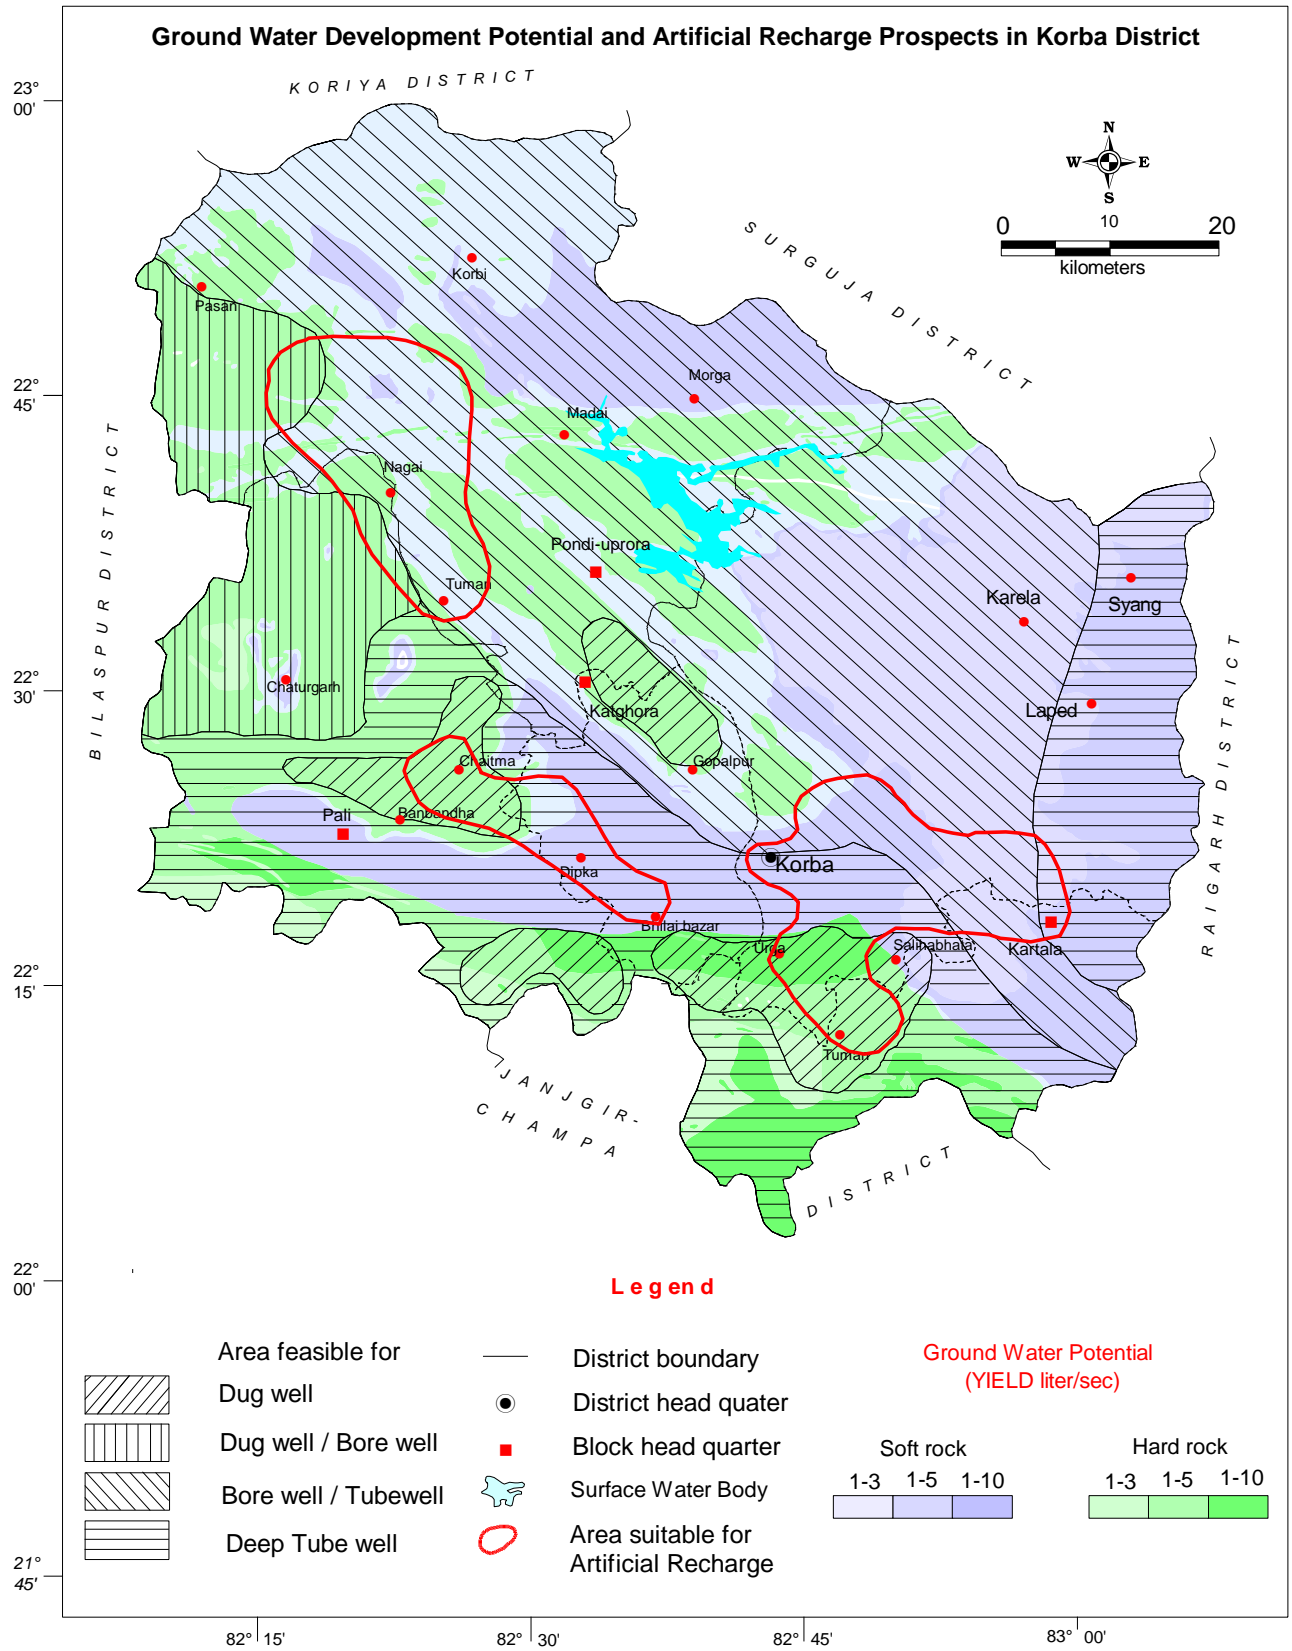 Ground Water Development Potential and Artificial Recharge Prospects in Korba District
KORIYA DISTRICT
23°
00'
N
W E
S
0 10 20
kilometers
SURGUJA DISTRICT
Korbi
Pasan
Morga
22°
45'
Madai
Nagai
BILASPUR DISTRICT
Pondi-uprora
Tuman
Karela
Syang
22°
30'
Chaturgarh
Katghora
Laped
RAIGARH DISTRICT
Chaitma
Gopalpur
Pali
Banbandha
Dipka
Korba
Bhilai bazar
Urga
Salihabhata
Kartala
22°
15'
Tuman
JANJGIR-
CHAMPA
DISTRICT
22°
00'
Legend
Area feasible for
Dug well
Dug well / Bore well
Bore well / Tubewell
Deep Tube well
District boundary
District head quater
Block head quarter
Surface Water Body
Area suitable for
Artificial Recharge
Ground Water Potential
(YIELD liter/sec)
Soft rock
1-3 1-5 1-10
Hard rock
1-3 1-5 1-10
21°
45'
82° 15' 82° 30' 82° 45' 83° 00'